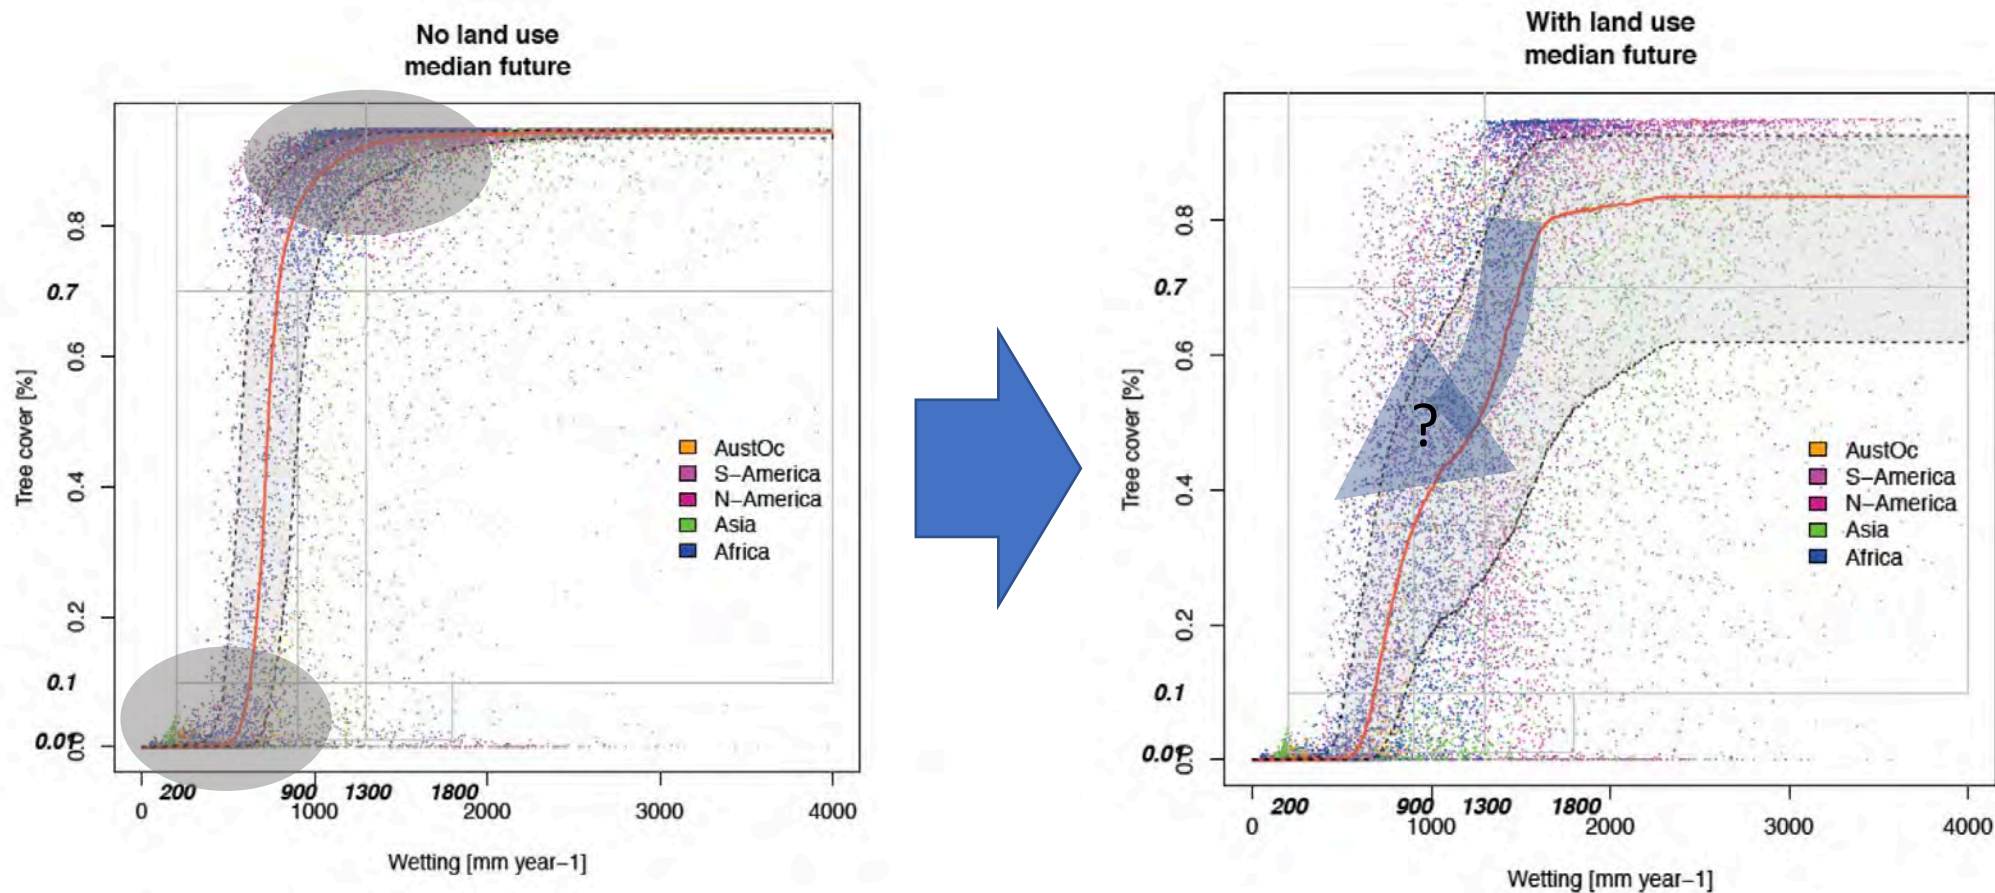 No land use
median future
Tree cover [%]
0.8
0.7
0.6
0.4
0.2
0.1
0.01
AustOc
S−America
N−America
Asia
Africa
0
200
900
1000
1300
1800
2000
3000
4000
Wetting [mm year−1]
With land use
median future
Tree cover [%]
0.8
0.7
0.6
0.4
0.2
0.1
0.01
?
AustOc
S−America
N−America
Asia
Africa
0
200
900
1000
1300
1800
2000
3000
4000
Wetting [mm year−1]